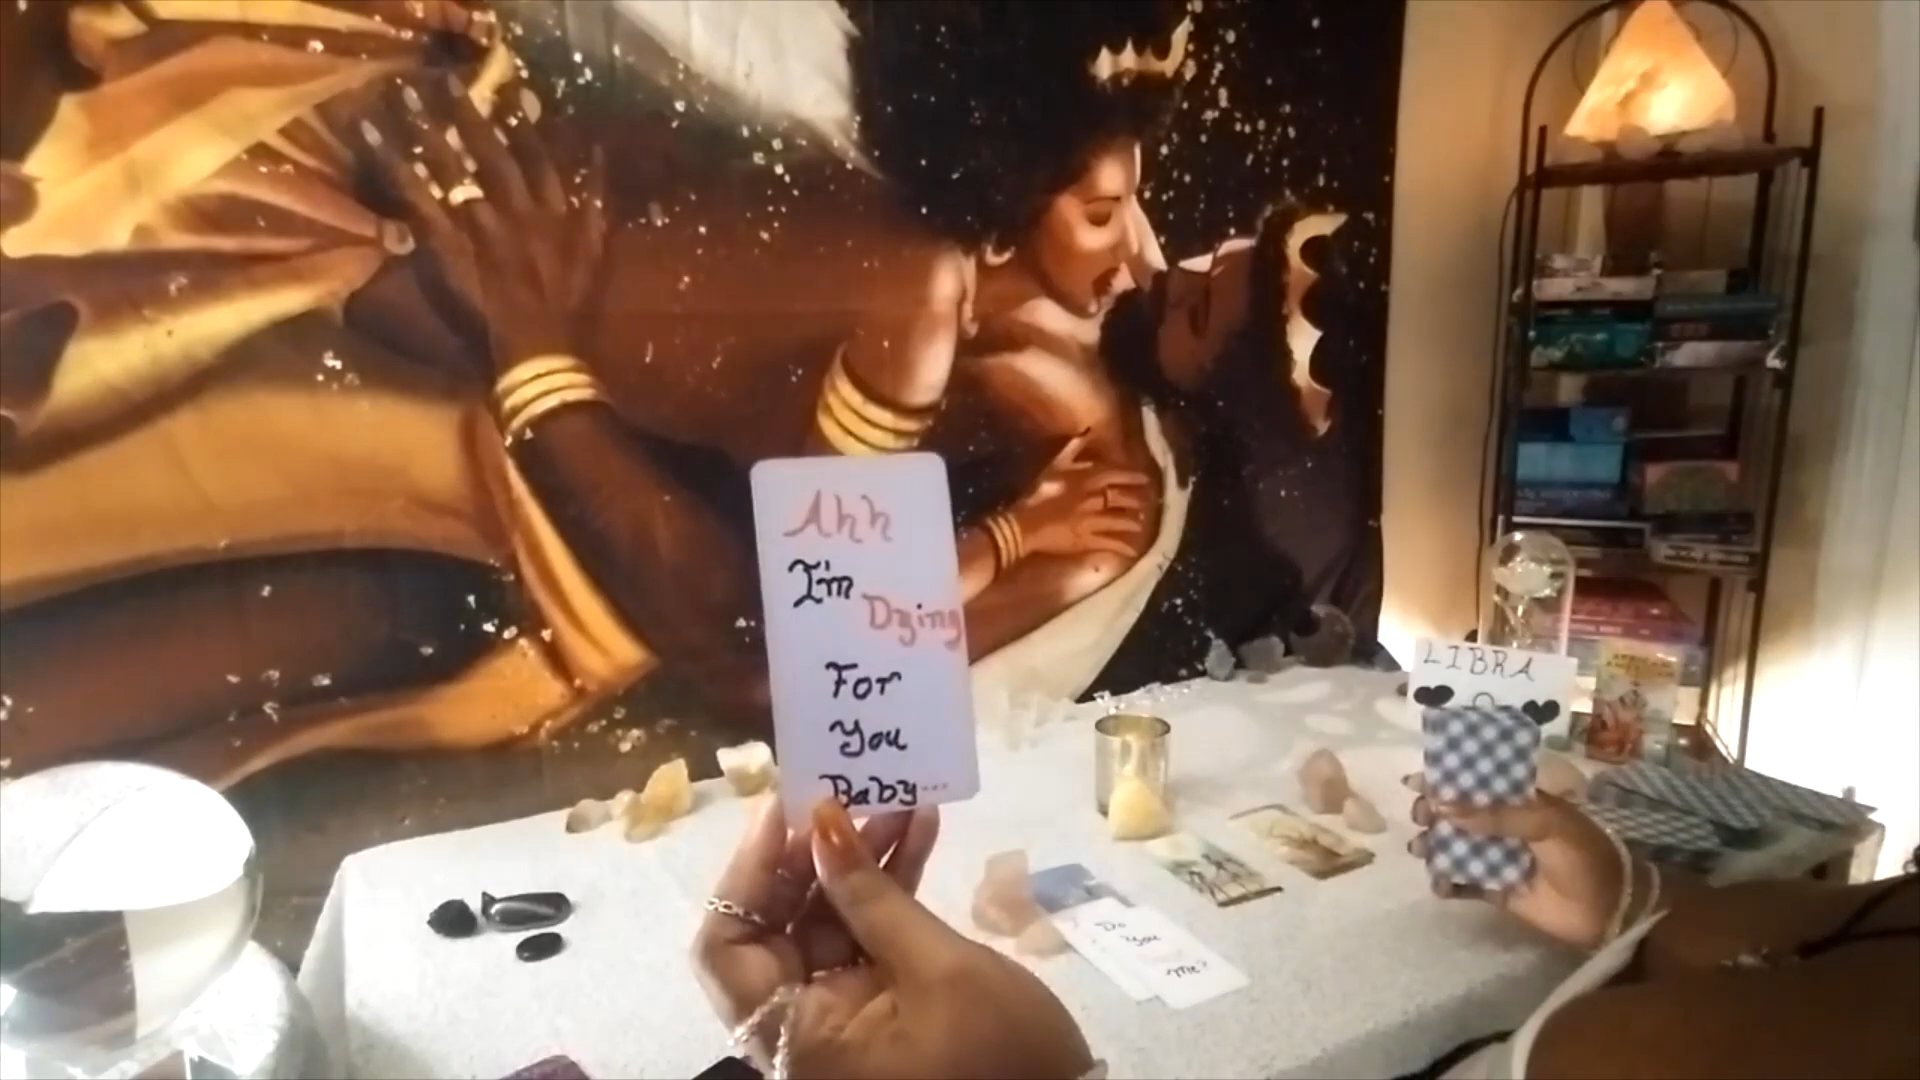 Ahh
I'm
Dying
For
You
Baby...
LIBRA
Do
You
Me?